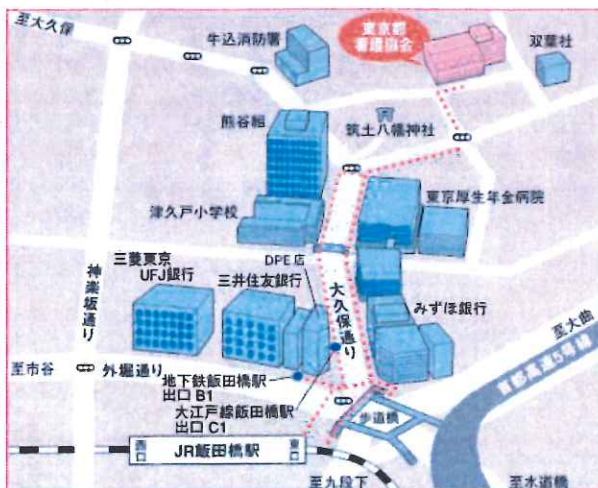 至大久保
牛込消防署
東京都
看護協会
双葉社
熊谷組
筑土八幡神社
津久戸小学校
東京厚生年金病院
DPE店
三菱東京
UFJ銀行
三井住友銀行
神楽坂通り
大久保通り
みずほ銀行
至大曲
首都高速5号線
至市谷
外堀通り
地下鉄飯田橋駅
出口 B1
大江戸線飯田橋駅
出口 C1
歩道橋
西口
JR飯田橋駅
東口
至九段下
至水道橋